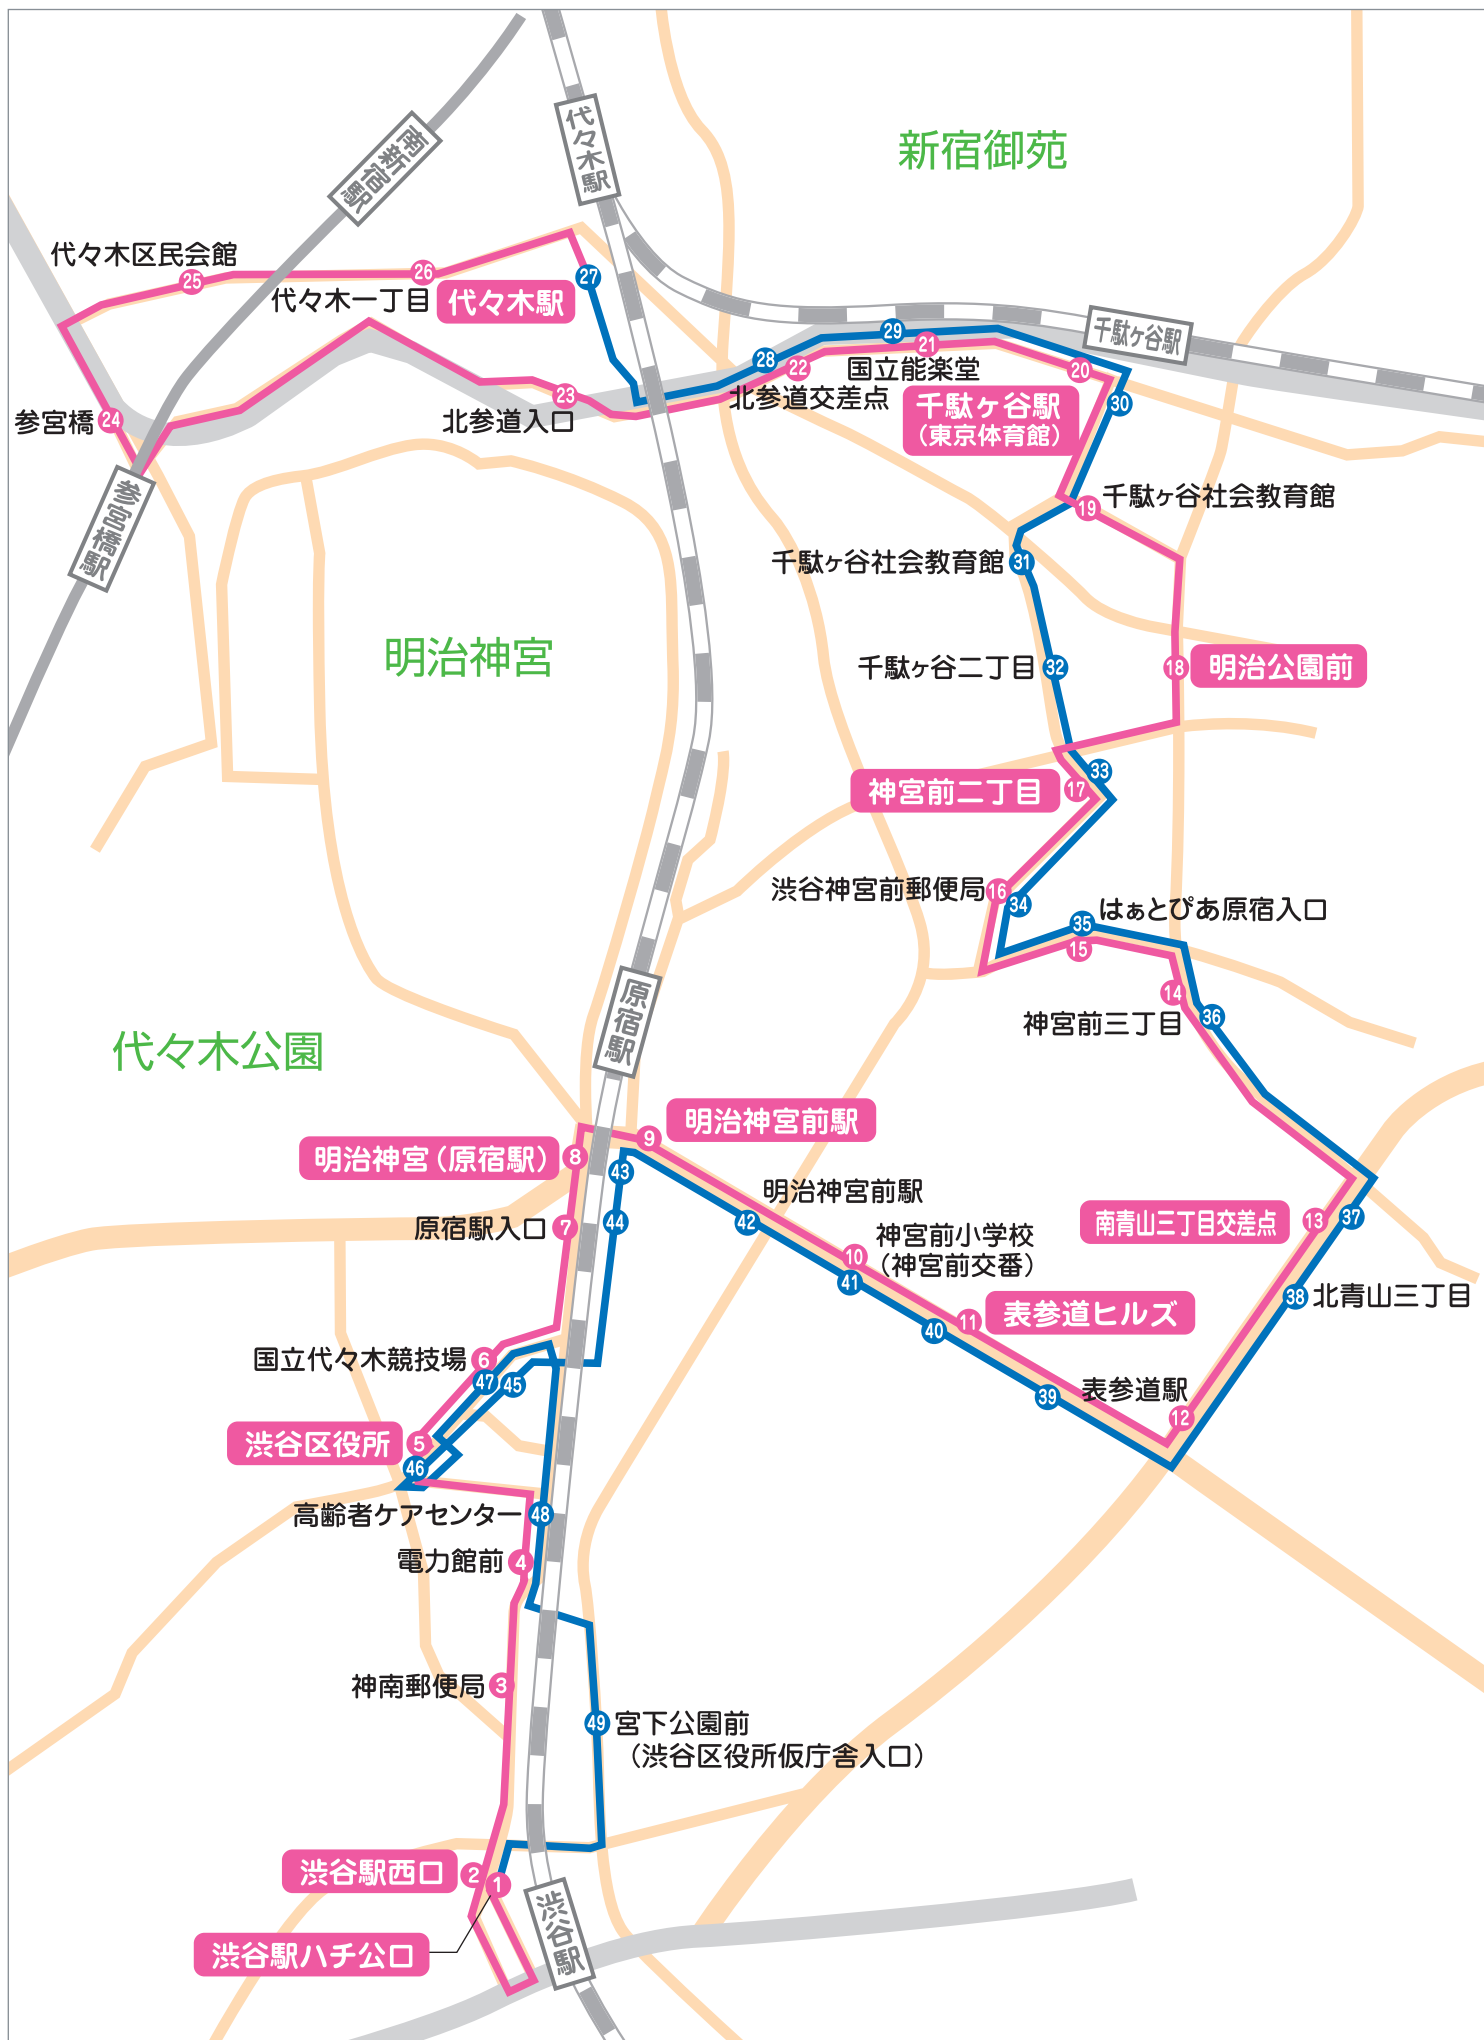 新宿御苑
代々木駅
南新宿駅
代々木区民会館
25
26
代々木一丁目
代々木駅
27
千駄ヶ谷駅
29
21
28
22
国立能楽堂
20
北参道交差点
23
北参道入口
千駄ヶ谷駅
(東京体育館)
30
参宮橋
24
参宮橋駅
19
千駄ヶ谷社会教育館
千駄ヶ谷社会教育館
31
明治神宮
千駄ヶ谷二丁目
32
18
明治公園前
神宮前二丁目
17
33
渋谷神宮前郵便局
16
34
35
はぁとぴあ原宿入口
15
14
神宮前三丁目
36
原宿駅
代々木公園
明治神宮前駅
9
明治神宮(原宿駅)
8
43
明治神宮前駅
42
原宿駅入口
7
44
南青山三丁目交差点
13
37
神宮前小学校
(神宮前交番)
10
41
38
北青山三丁目
表参道ヒルズ
11
40
国立代々木競技場
6
47
45
表参道駅
39
12
渋谷区役所
5
46
高齢者ケアセンター
48
電力館前
4
神南郵便局
3
49
宮下公園前
(渋谷区役所仮庁舎入口)
渋谷駅西口
2
1
渋谷駅ハチ公口
渋谷駅